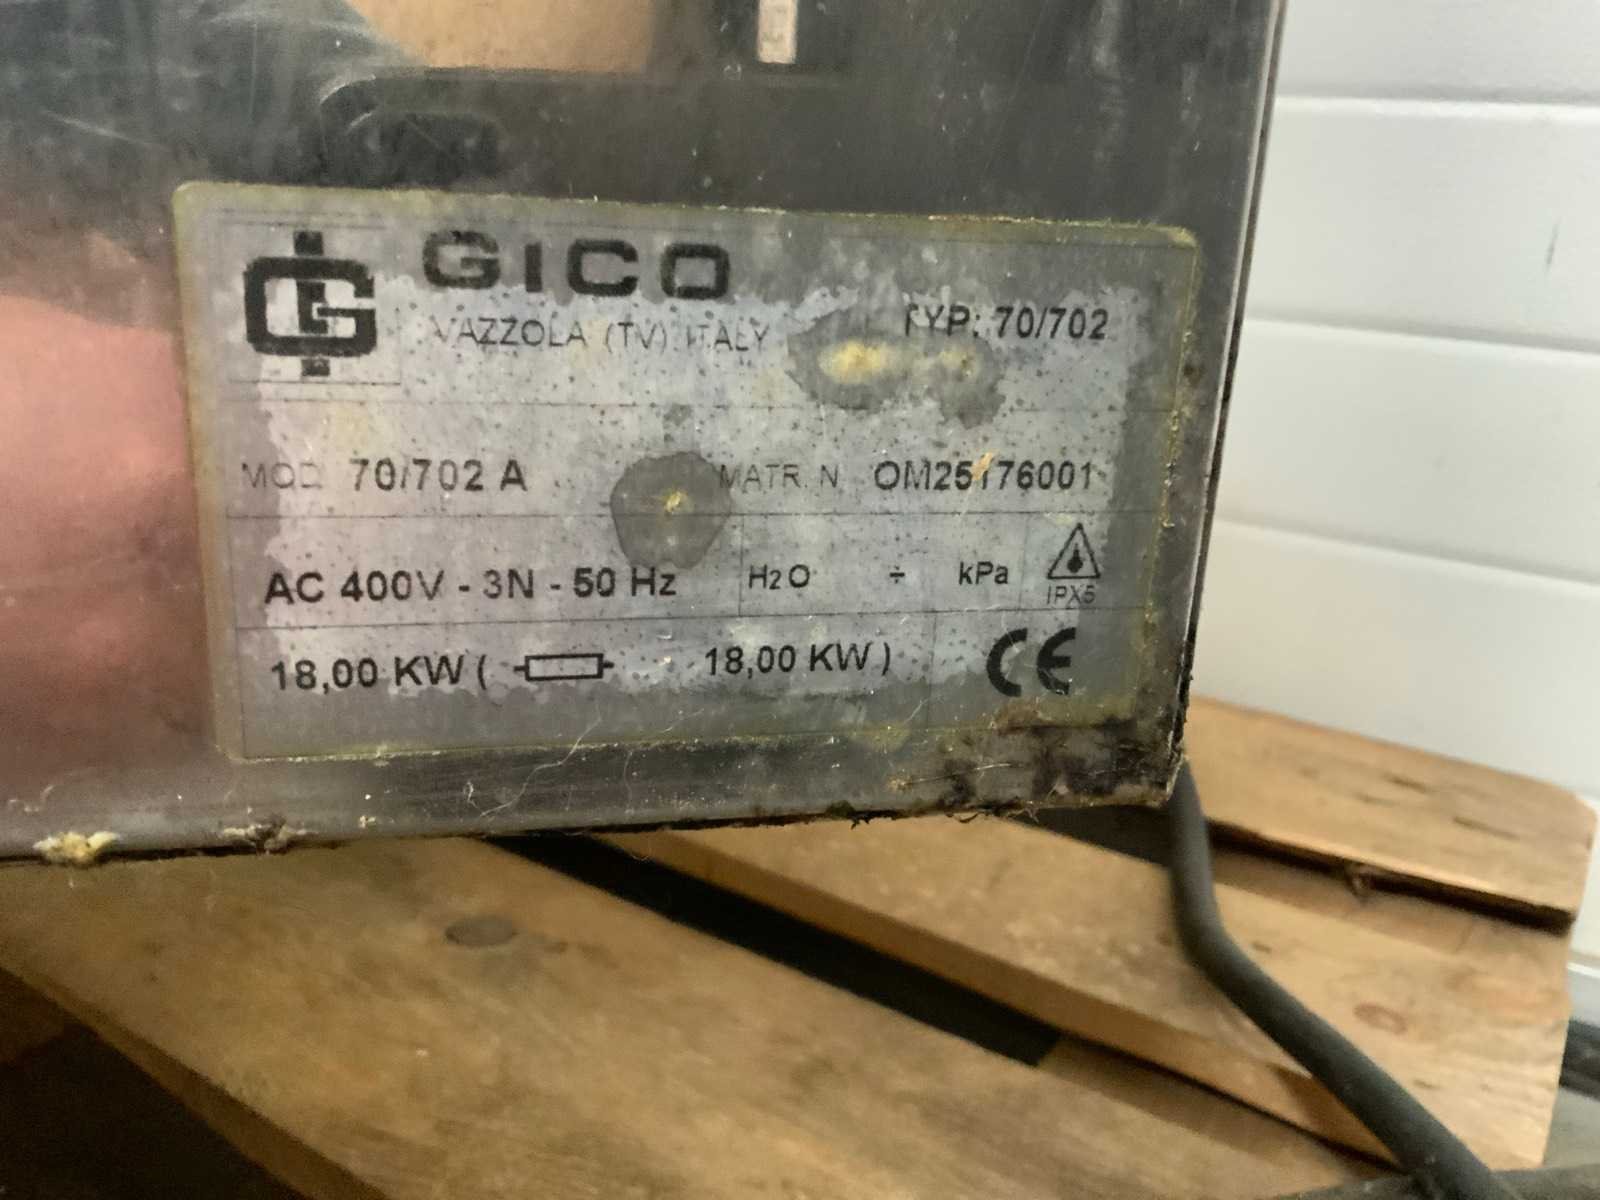 GICO
VAZZOLA (TV) ITALY
TYP: 70/702
MOD. 70/702 A
MATR. N. OM25176001
AC 400V - 3N - 50 Hz
H2O ÷ kPa
IPX5
18,00 KW ( 18,00 KW )
CE